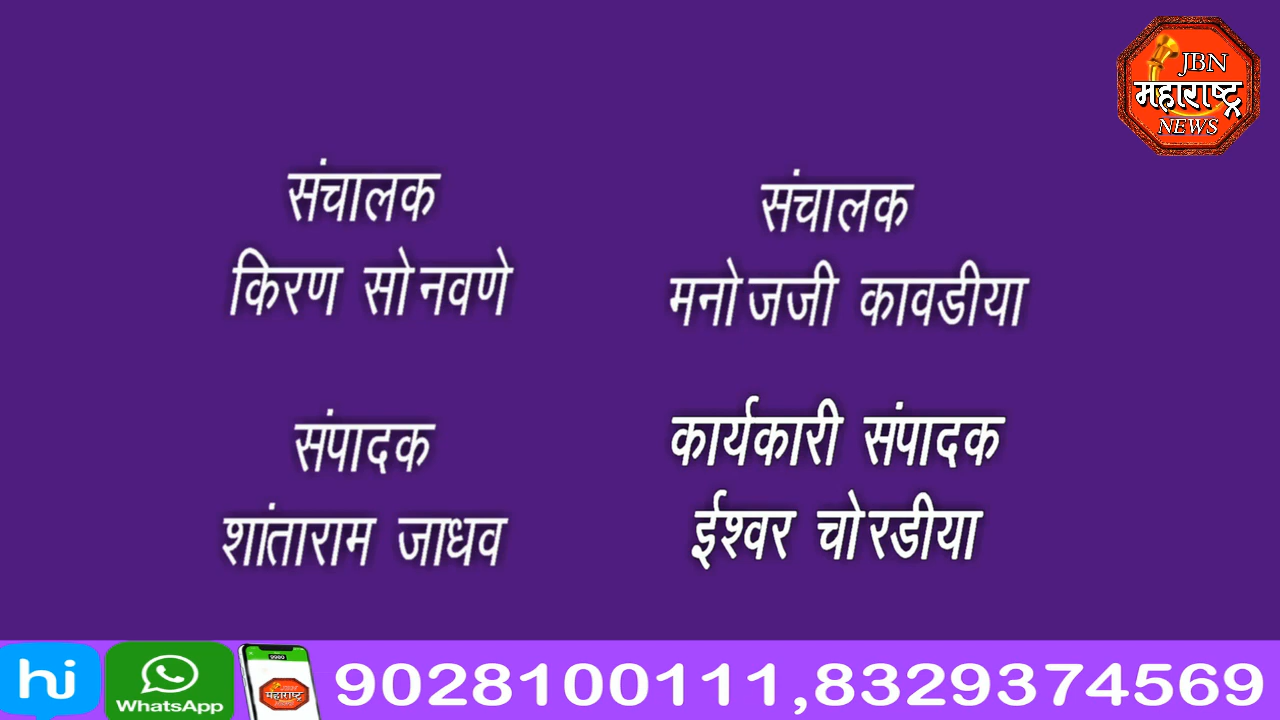 JBN
महाराष्ट्र
NEWS
संचालक
किरण सोनवणे
संचालक
मनोजजी कावडीया
संपादक
शांताराम जाधव
कार्यकारी संपादक
ईश्वर चोरडीया
hi
WhatsApp
महाराष्ट्र
9028100111,8329374569